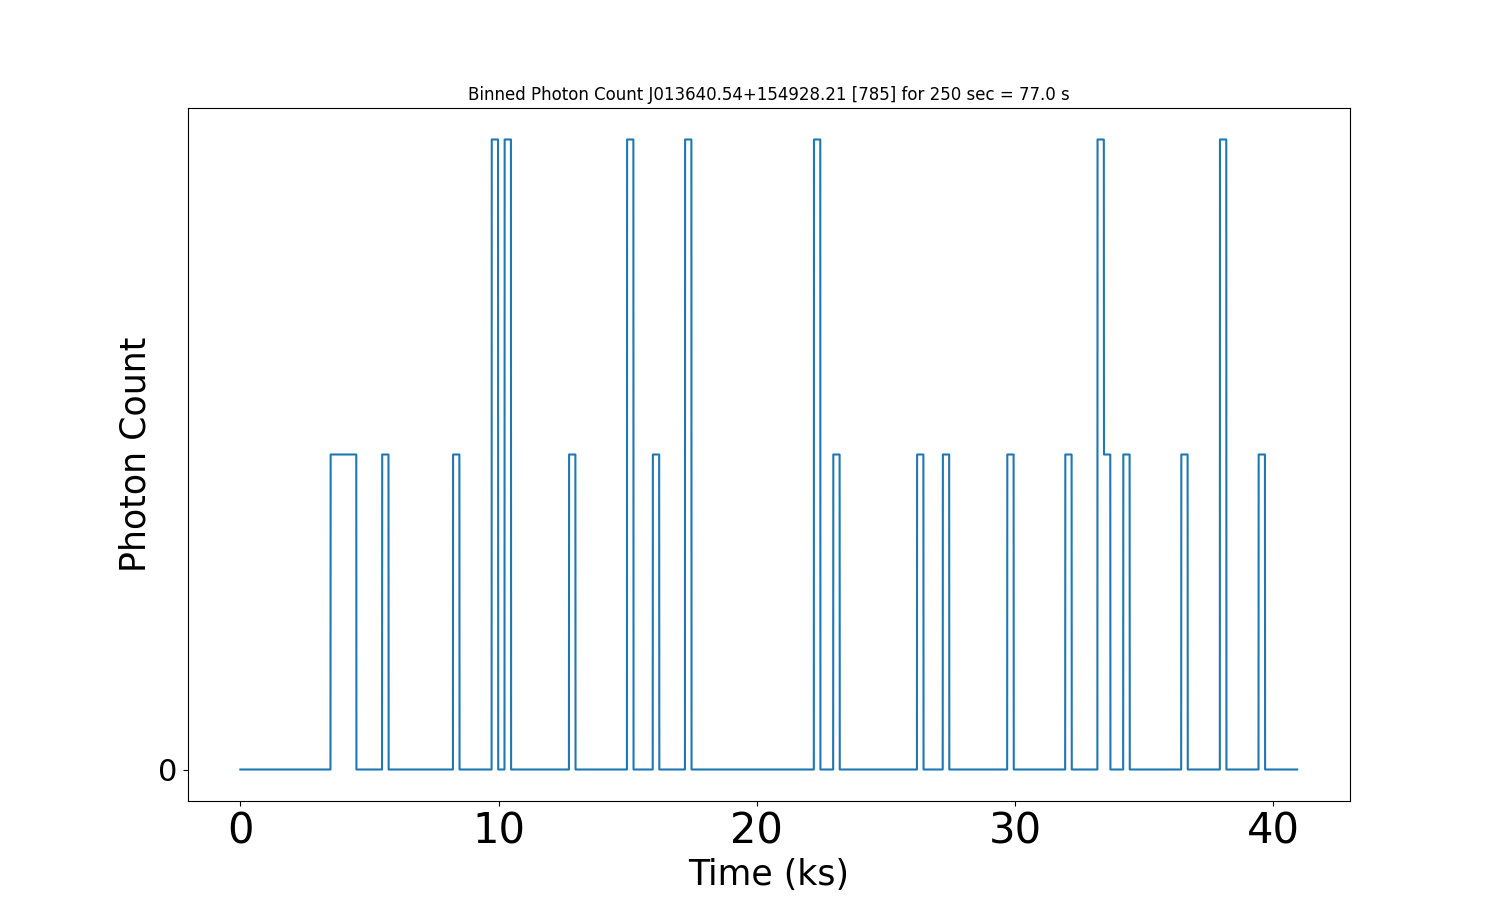 Binned Photon Count J013640.54+154928.21 [785] for 250 sec = 77.0 s
Photon Count
0
0 10 20 30 40
Time (ks)